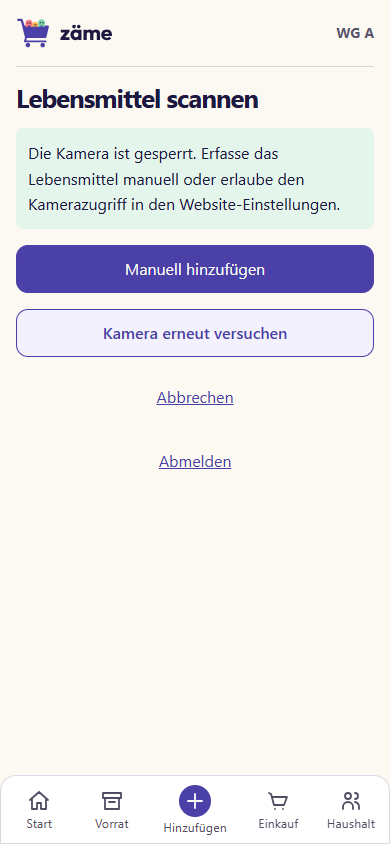 zäme
WG A
Lebensmittel scannen
Die Kamera ist gesperrt. Erfasse das
Lebensmittel manuell oder erlaube den
Kamerazugriff in den Website-Einstellungen.
Manuell hinzufügen
Kamera erneut versuchen
Abbrechen
Abmelden
Start
Vorrat
Hinzufügen
Einkauf
Haushalt